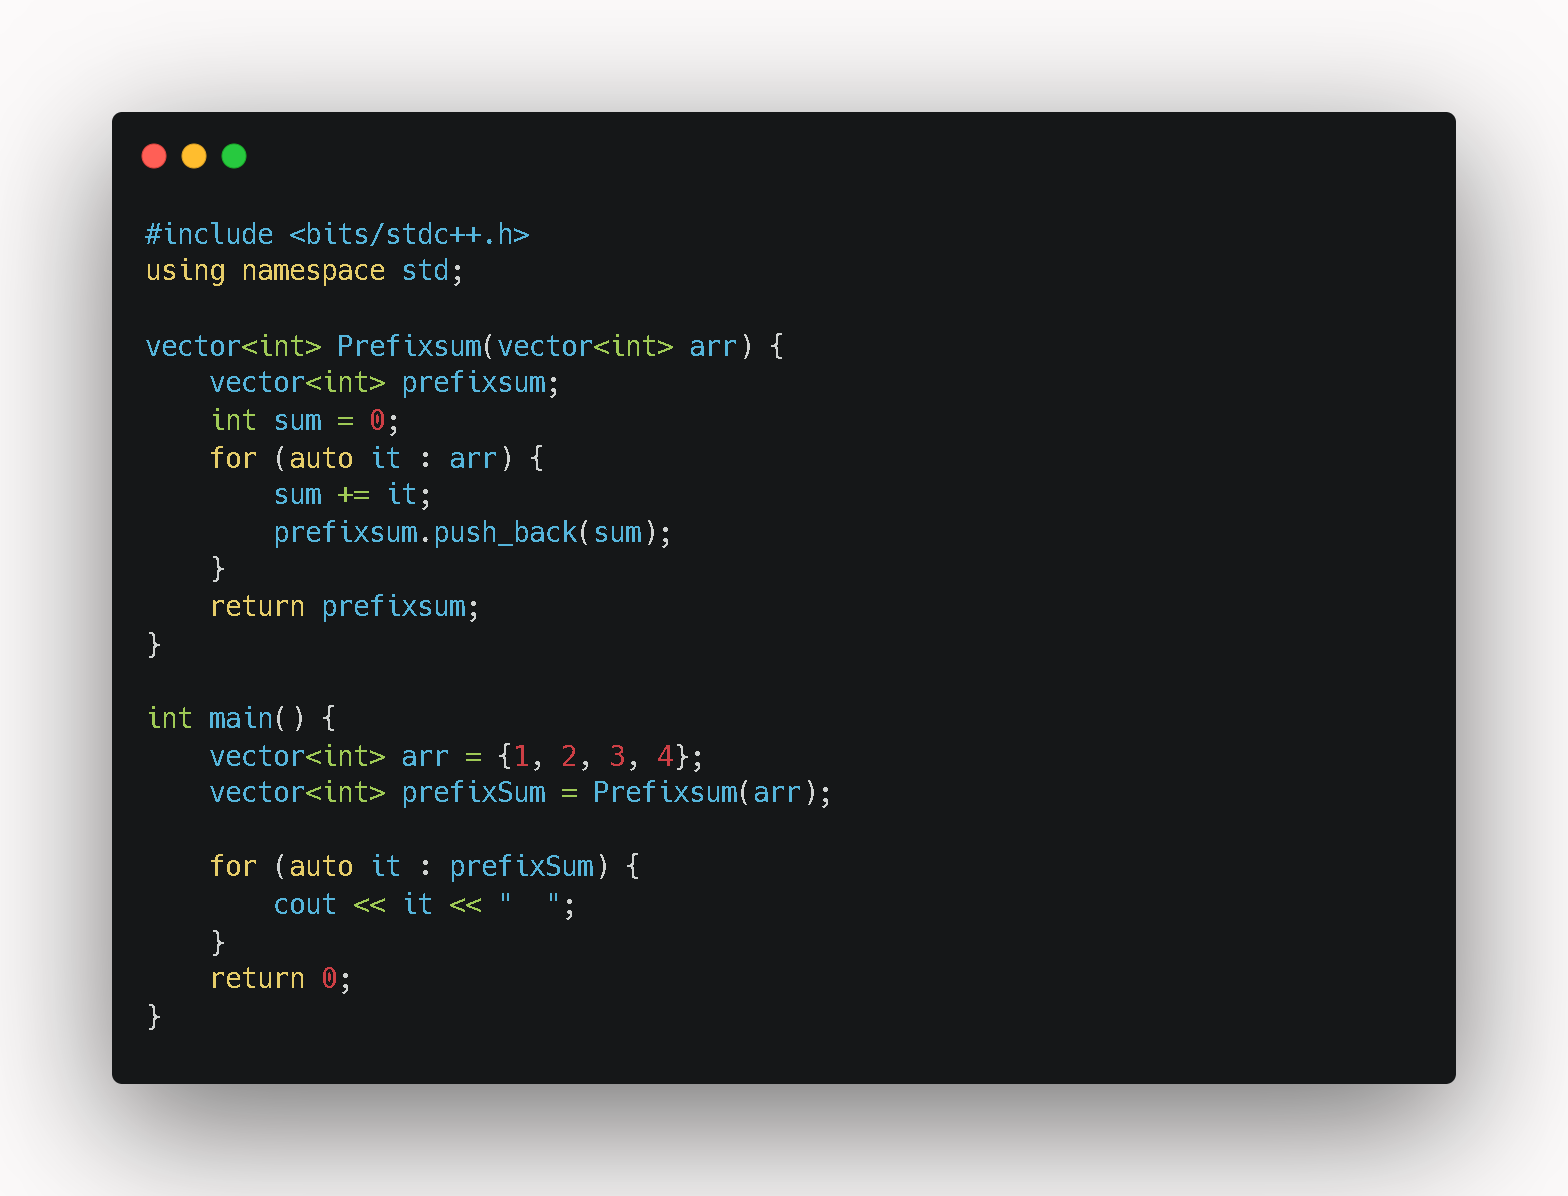 #include <bits/stdc++.h>
using namespace std;

vector<int> Prefixsum(vector<int> arr) {
    vector<int> prefixsum;
    int sum = 0;
    for (auto it : arr) {
        sum += it;
        prefixsum.push_back(sum);
    }
    return prefixsum;
}

int main() {
    vector<int> arr = {1, 2, 3, 4};
    vector<int> prefixSum = Prefixsum(arr);

    for (auto it : prefixSum) {
        cout << it << "  ";
    }
    return 0;
}